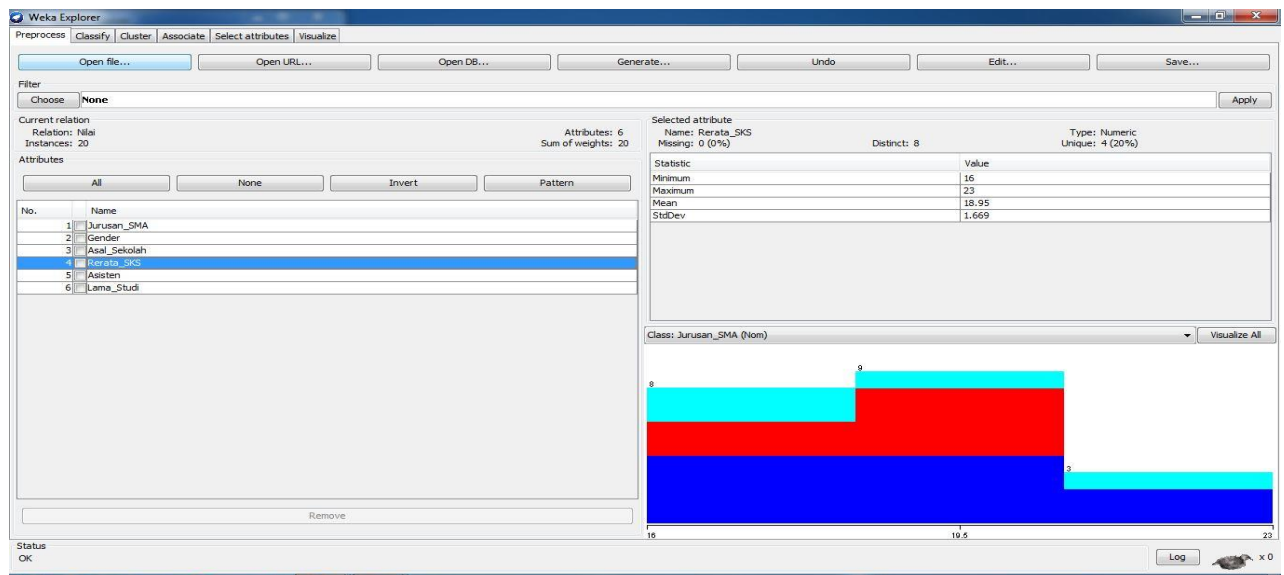 Weka Explorer
Preprocess Classify Cluster Associate Select attributes Visualize
Open file... Open URL... Open DB... Generate... Undo Edit... Save...
Filter
Choose None Apply
Current relation
Relation: Nilai Attributes: 6
Instances: 20 Sum of weights: 20
Attributes
All None Invert Pattern
No. Name
1 Jurusan_SMA
2 Gender
3 Asal_Sekolah
4 Rerata_SKS
5 Asisten
6 Lama_Studi
Remove
Selected attribute
Name: Rerata_SKS Type: Numeric
Missing: 0 (0%) Distinct: 8 Unique: 4 (20%)
Statistic Value
Minimum 16
Maximum 23
Mean 18.95
StdDev 1.669
Class: Jurusan_SMA (Nom) Visualize All
8 9 3
16 19.5 23
Status
OK Log x 0